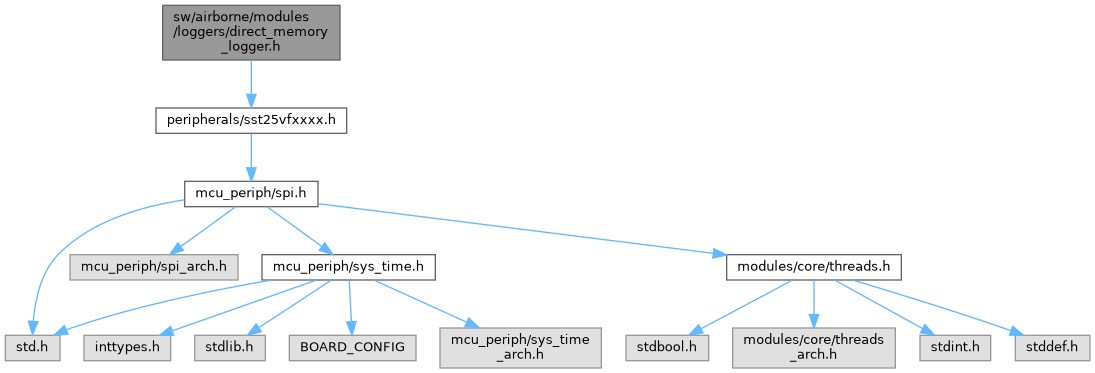 sw/airborne/modules
/loggers/direct_memory
_logger.h
peripherals/sst25vfxxxx.h
mcu_periph/spi.h
mcu_periph/spi_arch.h
mcu_periph/sys_time.h
modules/core/threads.h
std.h
inttypes.h
stdlib.h
BOARD_CONFIG
mcu_periph/sys_time
_arch.h
stdbool.h
modules/core/threads
_arch.h
stdint.h
stddef.h